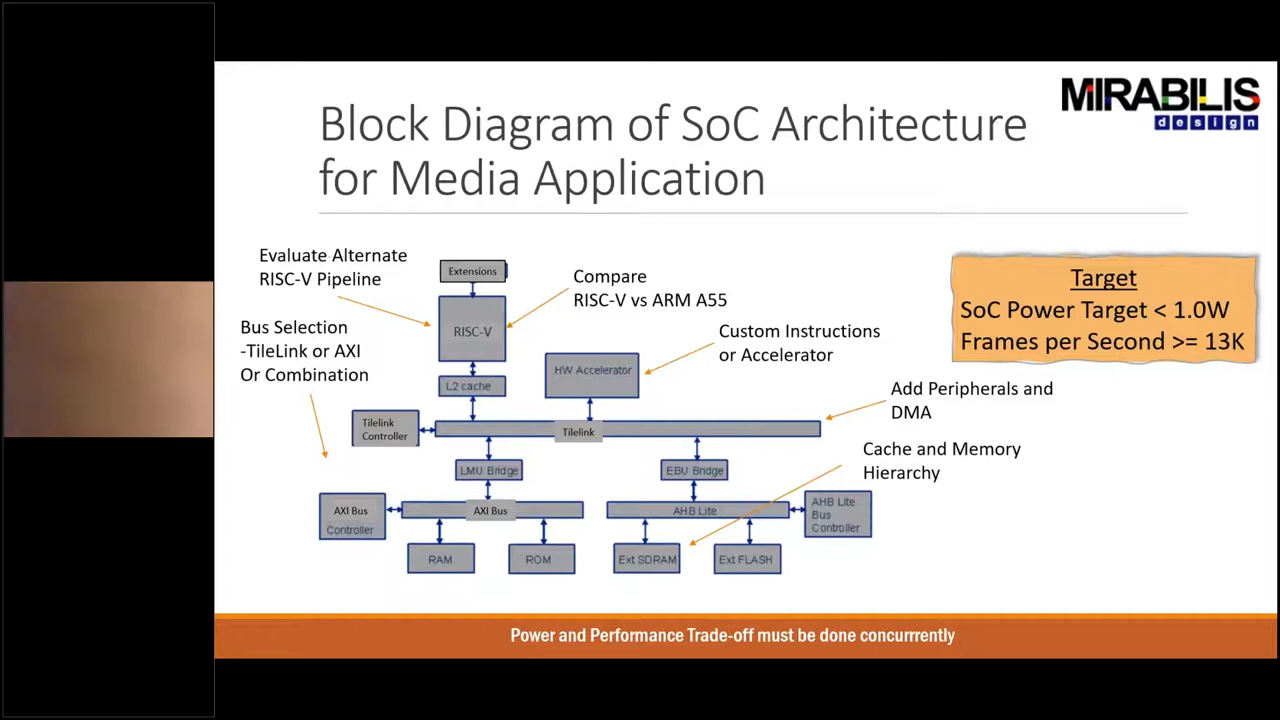 MIRABILIS
design
Block Diagram of SoC Architecture
for Media Application
Evaluate Alternate
RISC-V Pipeline
Extensions
Compare
RISC-V vs ARM A55
Target
SoC Power Target < 1.0W
Frames per Second >= 13K
Bus Selection
-TileLink or AXI
Or Combination
RISC-V
Custom Instructions
or Accelerator
HW Accelerator
L2 cache
Add Peripherals and
DMA
Tilelink
Controller
Tilelink
Cache and Memory
Hierarchy
LMU Bridge
EBU Bridge
AXI Bus
Controller
AXI Bus
AHB Lite
AHB Lite
Bus
Controller
RAM
ROM
Ext SDRAM
Ext FLASH
Power and Performance Trade-off must be done concurrrently